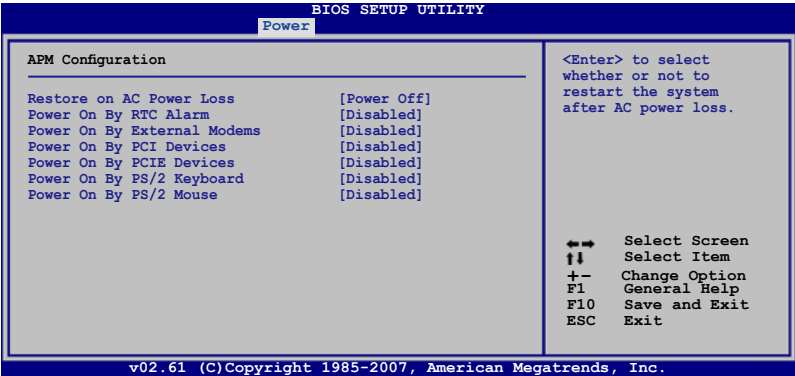 BIOS SETUP UTILITY
Power
APM Configuration
Restore on AC Power Loss [Power Off]
Power On By RTC Alarm [Disabled]
Power On By External Modems [Disabled]
Power On By PCI Devices [Disabled]
Power On By PCIE Devices [Disabled]
Power On By PS/2 Keyboard [Disabled]
Power On By PS/2 Mouse [Disabled]
<Enter> to select
whether or not to
restart the system
after AC power loss.
←→ Select Screen
↑↓ Select Item
+- Change Option
F1 General Help
F10 Save and Exit
ESC Exit
v02.61 (C)Copyright 1985-2007, American Megatrends, Inc.